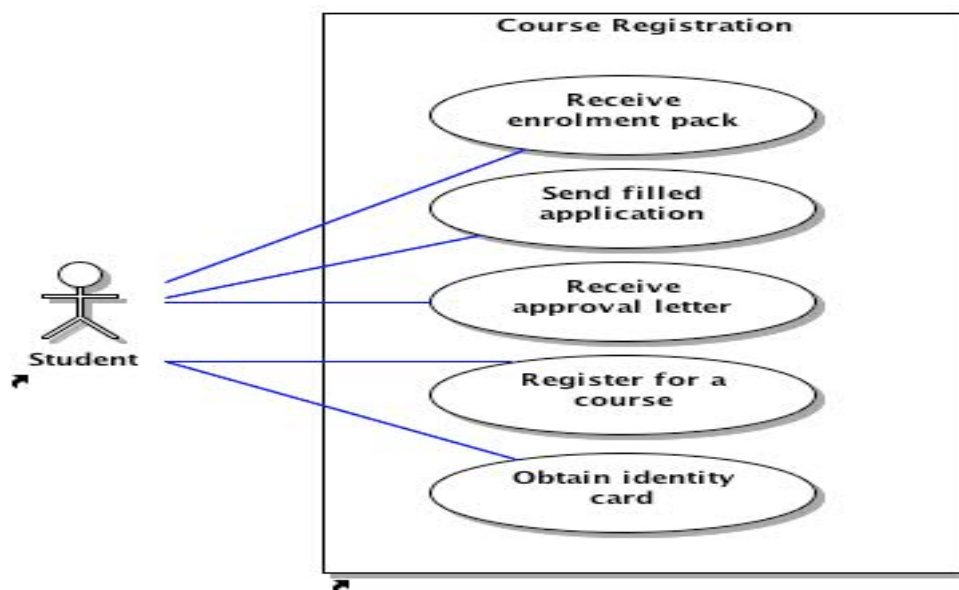 Course Registration
Receive
enrolment pack
Send filled
application
Receive
approval letter
Student
Register for a
course
Obtain identity
card